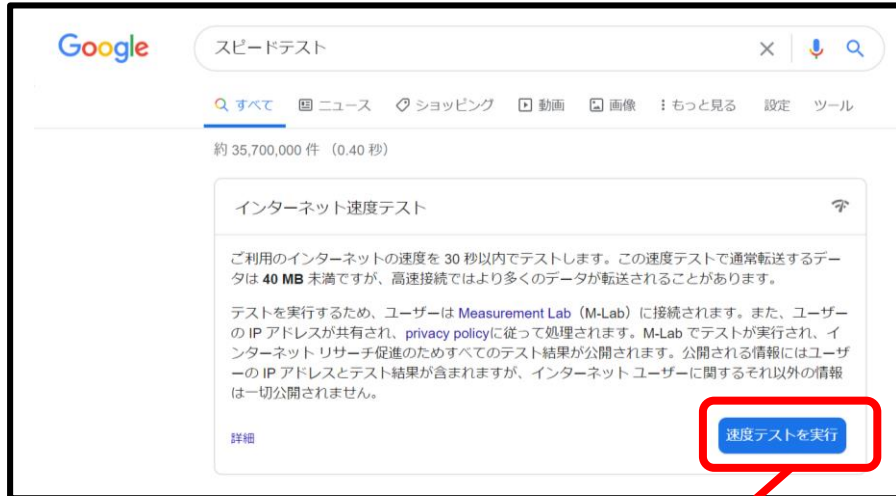 Google スピードテスト
すべて ニュース ショッピング 動画 画像 もっと見る 設定 ツール
約 35,700,000 件 （0.40 秒）
インターネット速度テスト
ご利用のインターネットの速度を 30 秒以内でテストします。この速度テストで通常転送するデー
タは 40 MB 未満ですが、高速接続ではより多くのデータが転送されることがあります。
テストを実行するため、ユーザーは Measurement Lab（M-Lab）に接続されます。また、ユーザー
の IP アドレスが共有され、privacy policyに従って処理されます。M-Lab でテストが実行され、イ
ンターネット リサーチ促進のためすべてのテスト結果が公開されます。公開される情報にはユーザ
ーの IP アドレスとテスト結果が含まれますが、インターネット ユーザーに関するそれ以外の情報
は一切公開されません。
詳細 速度テストを実行